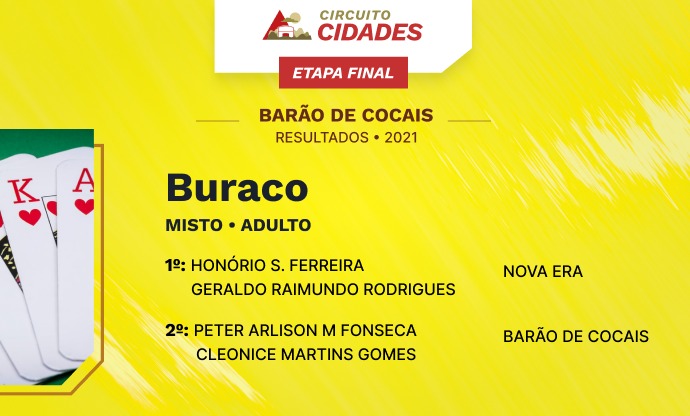 CIRCUITO
CIDADES
ETAPA FINAL
BARÃO DE COCAIS
RESULTADOS • 2021
K A
Buraco
MISTO • ADULTO
1º: HONÓRIO S. FERREIRA
GERALDO RAIMUNDO RODRIGUES
NOVA ERA
2º: PETER ARLISON M FONSECA
CLEONICE MARTINS GOMES
BARÃO DE COCAIS